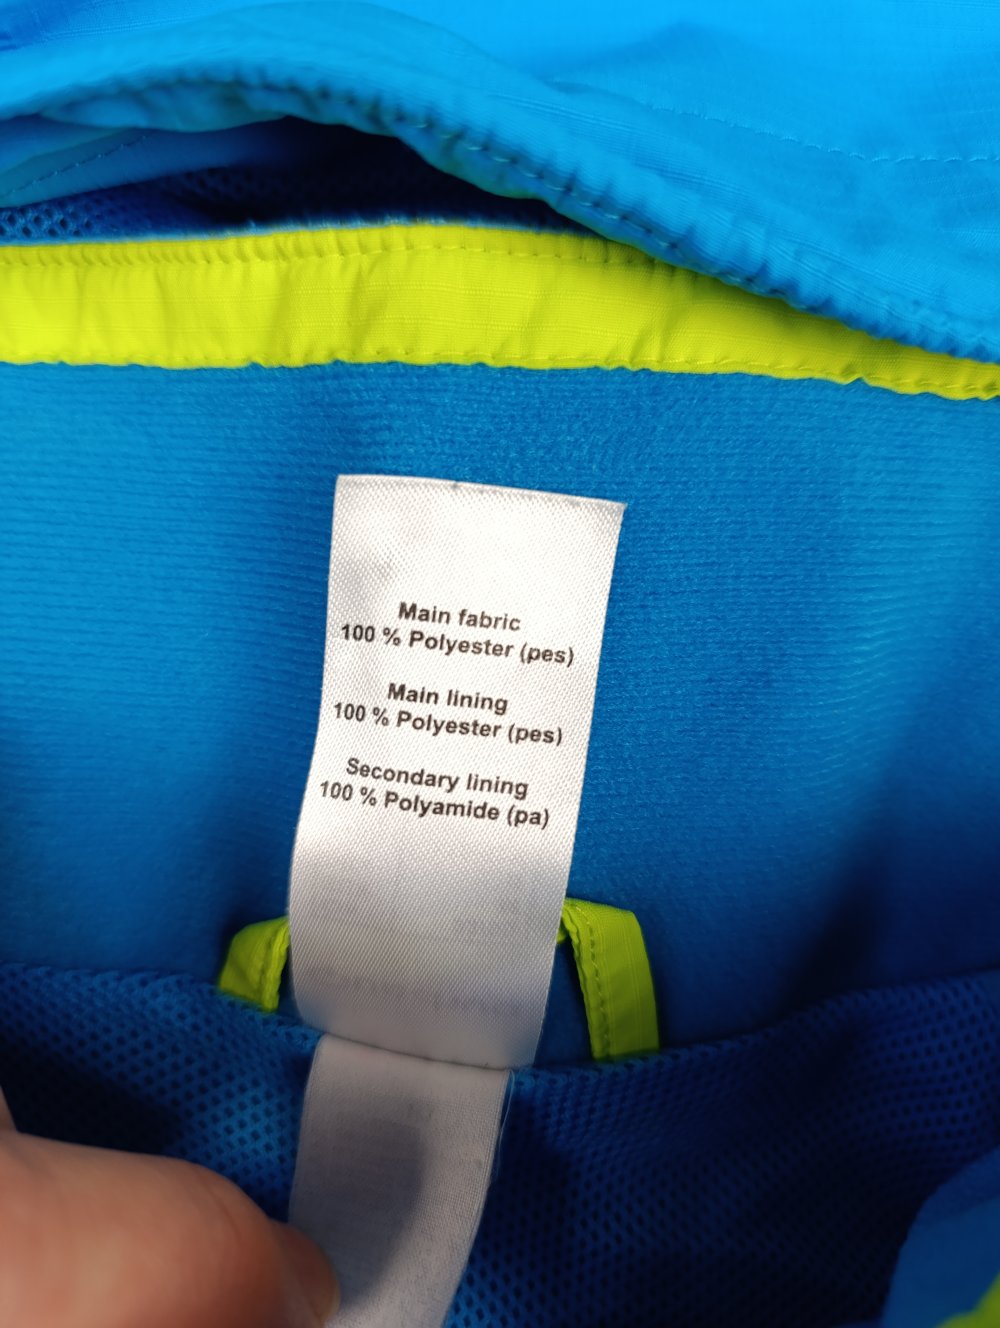 Main fabric
100 % Polyester (pes)
Main lining
100 % Polyester (pes)
Secondary lining
100 % Polyamide (pa)